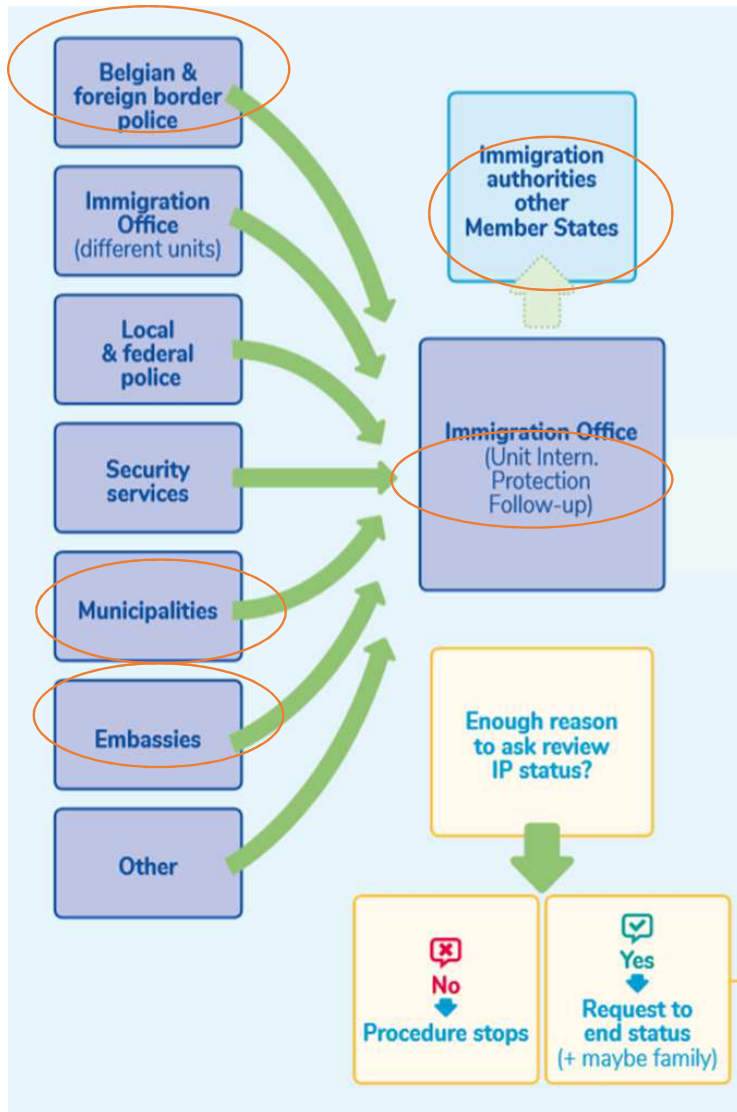 Belgian &
foreign border
police
Immigration
Office
(different units)
Local
& federal
police
Security
services
Municipalities
Embassies
Other
Immigration
authorities
other
Member States
Immigration Office
(Unit Intern.
Protection
Follow-up)
Enough reason
to ask review
IP status?
No
Procedure stops
Yes
Request to
end status
(+ maybe family)